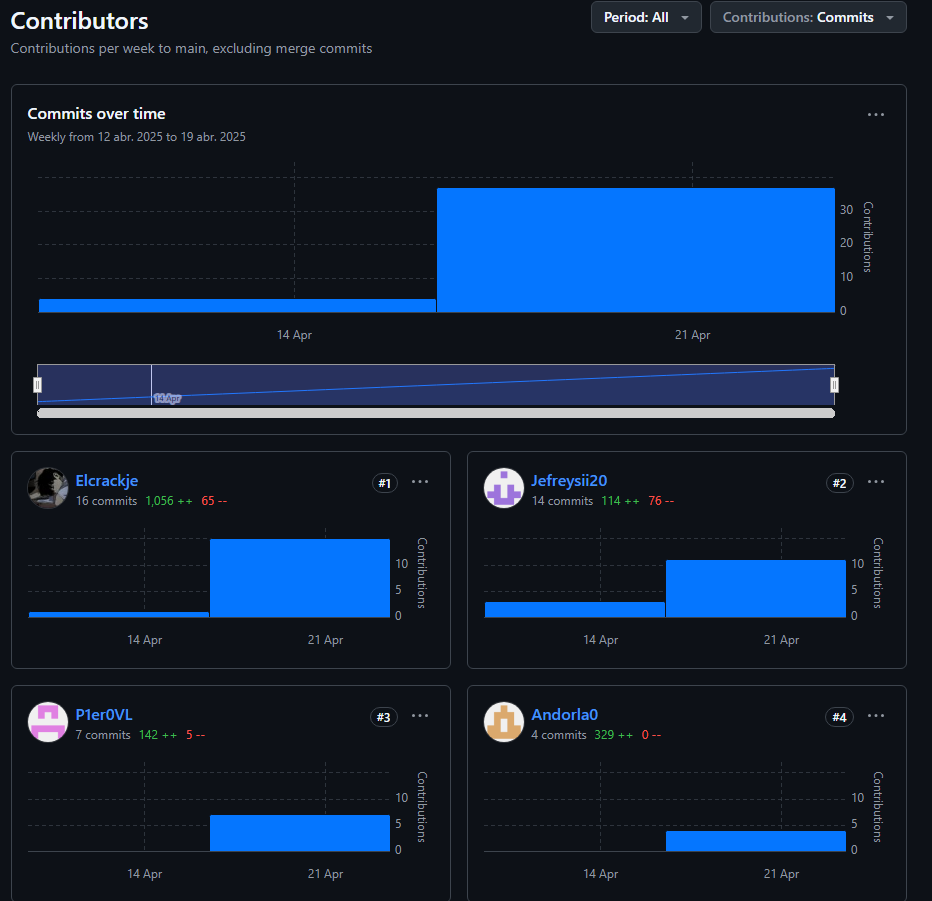 Contributors
Period: All
Contributions: Commits
Contributions per week to main, excluding merge commits
Commits over time
Weekly from 12 abr. 2025 to 19 abr. 2025
30
20
10
0
Contributions
14 Apr
21 Apr
14 Apr
Elcrackje
#1
16 commits 1,056 ++ 65 --
10
5
0
Contributions
14 Apr
21 Apr
Jefreysii20
#2
14 commits 114 ++ 76 --
10
5
0
Contributions
14 Apr
21 Apr
P1er0VL
#3
7 commits 142 ++ 5 --
10
5
0
Contributions
14 Apr
21 Apr
Andorla0
#4
4 commits 329 ++ 0 --
10
5
0
Contributions
14 Apr
21 Apr